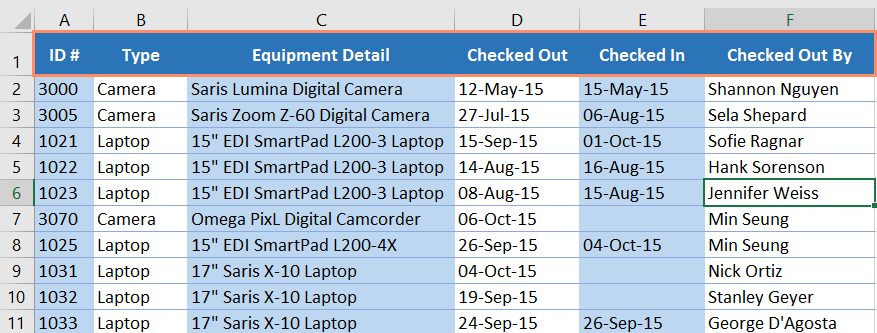 A B C D E F
1 ID # Type Equipment Detail Checked Out Checked In Checked Out By
2 3000 Camera Saris Lumina Digital Camera 12-May-15 15-May-15 Shannon Nguyen
3 3005 Camera Saris Zoom Z-60 Digital Camera 27-Jul-15 06-Aug-15 Sela Shepard
4 1021 Laptop 15" EDI SmartPad L200-3 Laptop 15-Sep-15 01-Oct-15 Sofie Ragnar
5 1022 Laptop 15" EDI SmartPad L200-3 Laptop 14-Aug-15 16-Aug-15 Hank Sorenson
6 1023 Laptop 15" EDI SmartPad L200-3 Laptop 08-Aug-15 15-Aug-15 Jennifer Weiss
7 3070 Camera Omega PixL Digital Camcorder 06-Oct-15 Min Seung
8 1025 Laptop 15" EDI SmartPad L200-4X 26-Sep-15 04-Oct-15 Min Seung
9 1031 Laptop 17" Saris X-10 Laptop 04-Oct-15 Nick Ortiz
10 1032 Laptop 17" Saris X-10 Laptop 19-Sep-15 Stanley Geyer
11 1033 Laptop 17" Saris X-10 Laptop 24-Sep-15 26-Sep-15 George D'Agosta